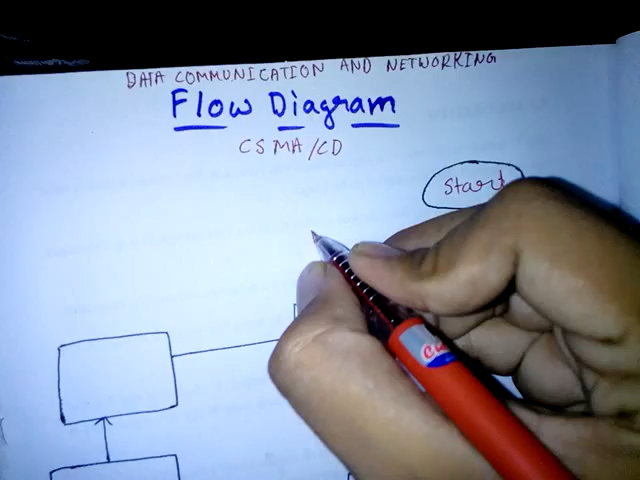 DATA COMMUNICATION AND NETWORKING
Flow Diagram
CSMA/CD
Start